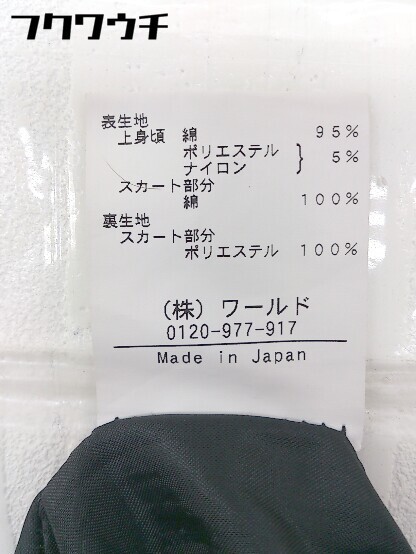 フクワウチ
表生地
上身頃 綿 95%
ポリエステル
ナイロン } 5%
スカート部分
綿 100%
裏生地
スカート部分
ポリエステル 100%
(株) ワールド
0120-977-917
Made in Japan